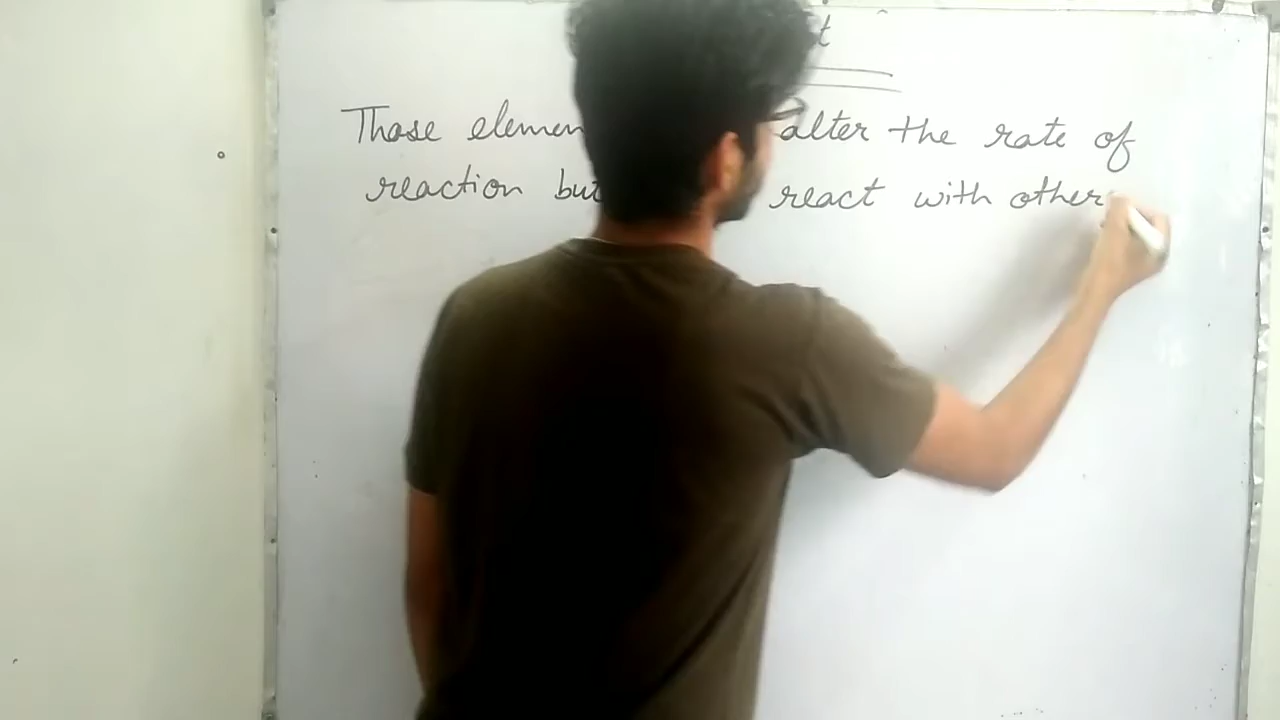 Those elemen alter the rate of
reaction but react with other